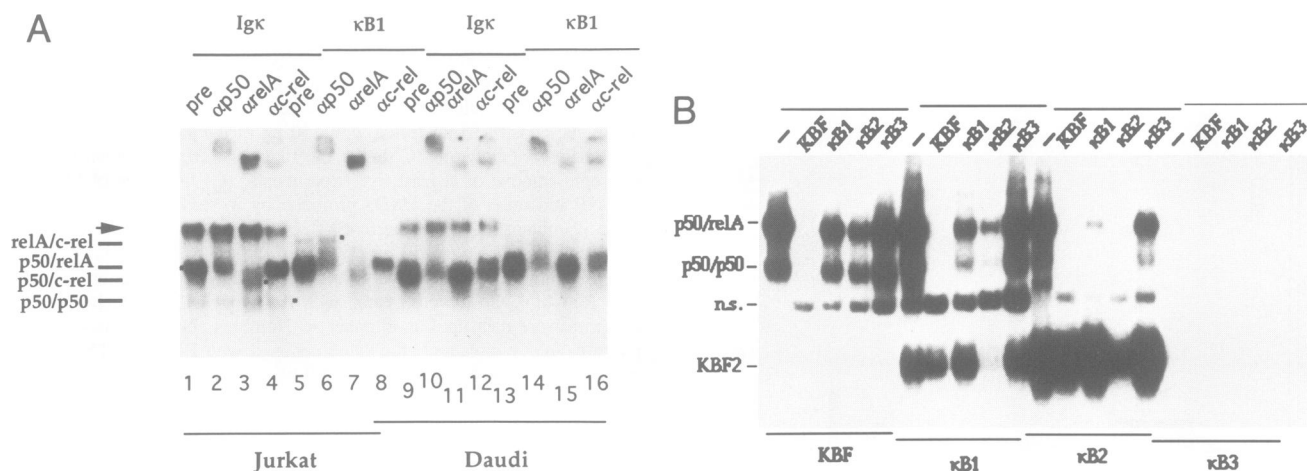 A
Igκ κB1 Igκ κB1
pre αp50 αrelA αc-rel pre αp50 αrelA αc-rel pre αp50 αrelA αc-rel pre αp50 αrelA αc-rel
relA/c-rel
p50/relA
p50/c-rel
p50/p50
1 2 3 4 5 6 7 8 9 10 11 12 13 14 15 16
Jurkat Daudi
B
– KBF κB1 κB2 κB3 – KBF κB1 κB2 κB3 – KBF κB1 κB2 κB3 – KBF κB1 κB2 κB3
p50/relA –
p50/p50 –
n.s. –
KBF2 –
KBF κB1 κB2 κB3